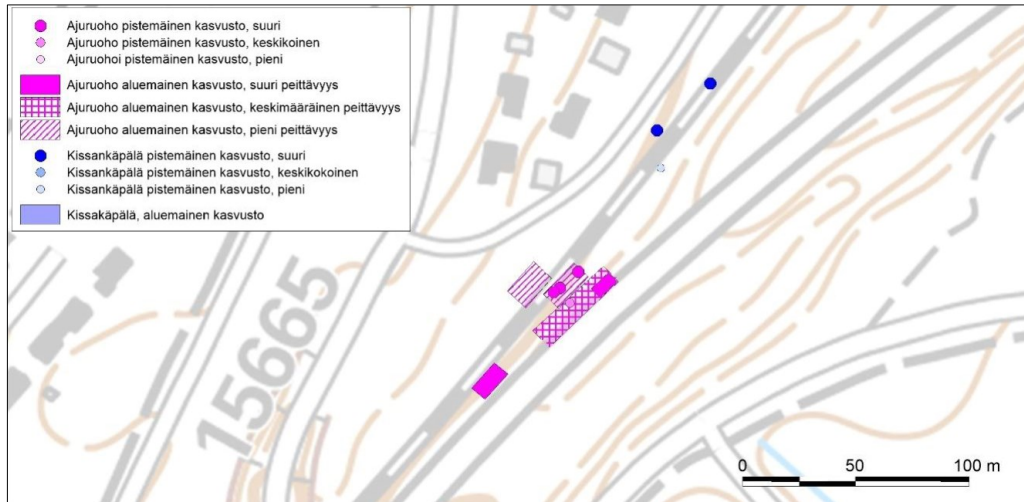 Ajuruoho pistemäinen kasvusto, suuri
Ajuruoho pistemäinen kasvusto, keskikoinen
Ajuruohoi pistemäinen kasvusto, pieni
Ajuruoho aluemainen kasvusto, suuri peittävyys
Ajuruoho aluemainen kasvusto, keskimääräinen peittävyys
Ajuruoho aluemainen kasvusto, pieni peittävyys
Kissankäpälä pistemäinen kasvusto, suuri
Kissankäpälä pistemäinen kasvusto, keskikokoinen
Kissankäpälä pistemäinen kasvusto, pieni
Kissakäpälä, aluemainen kasvusto
15665
0 50 100 m